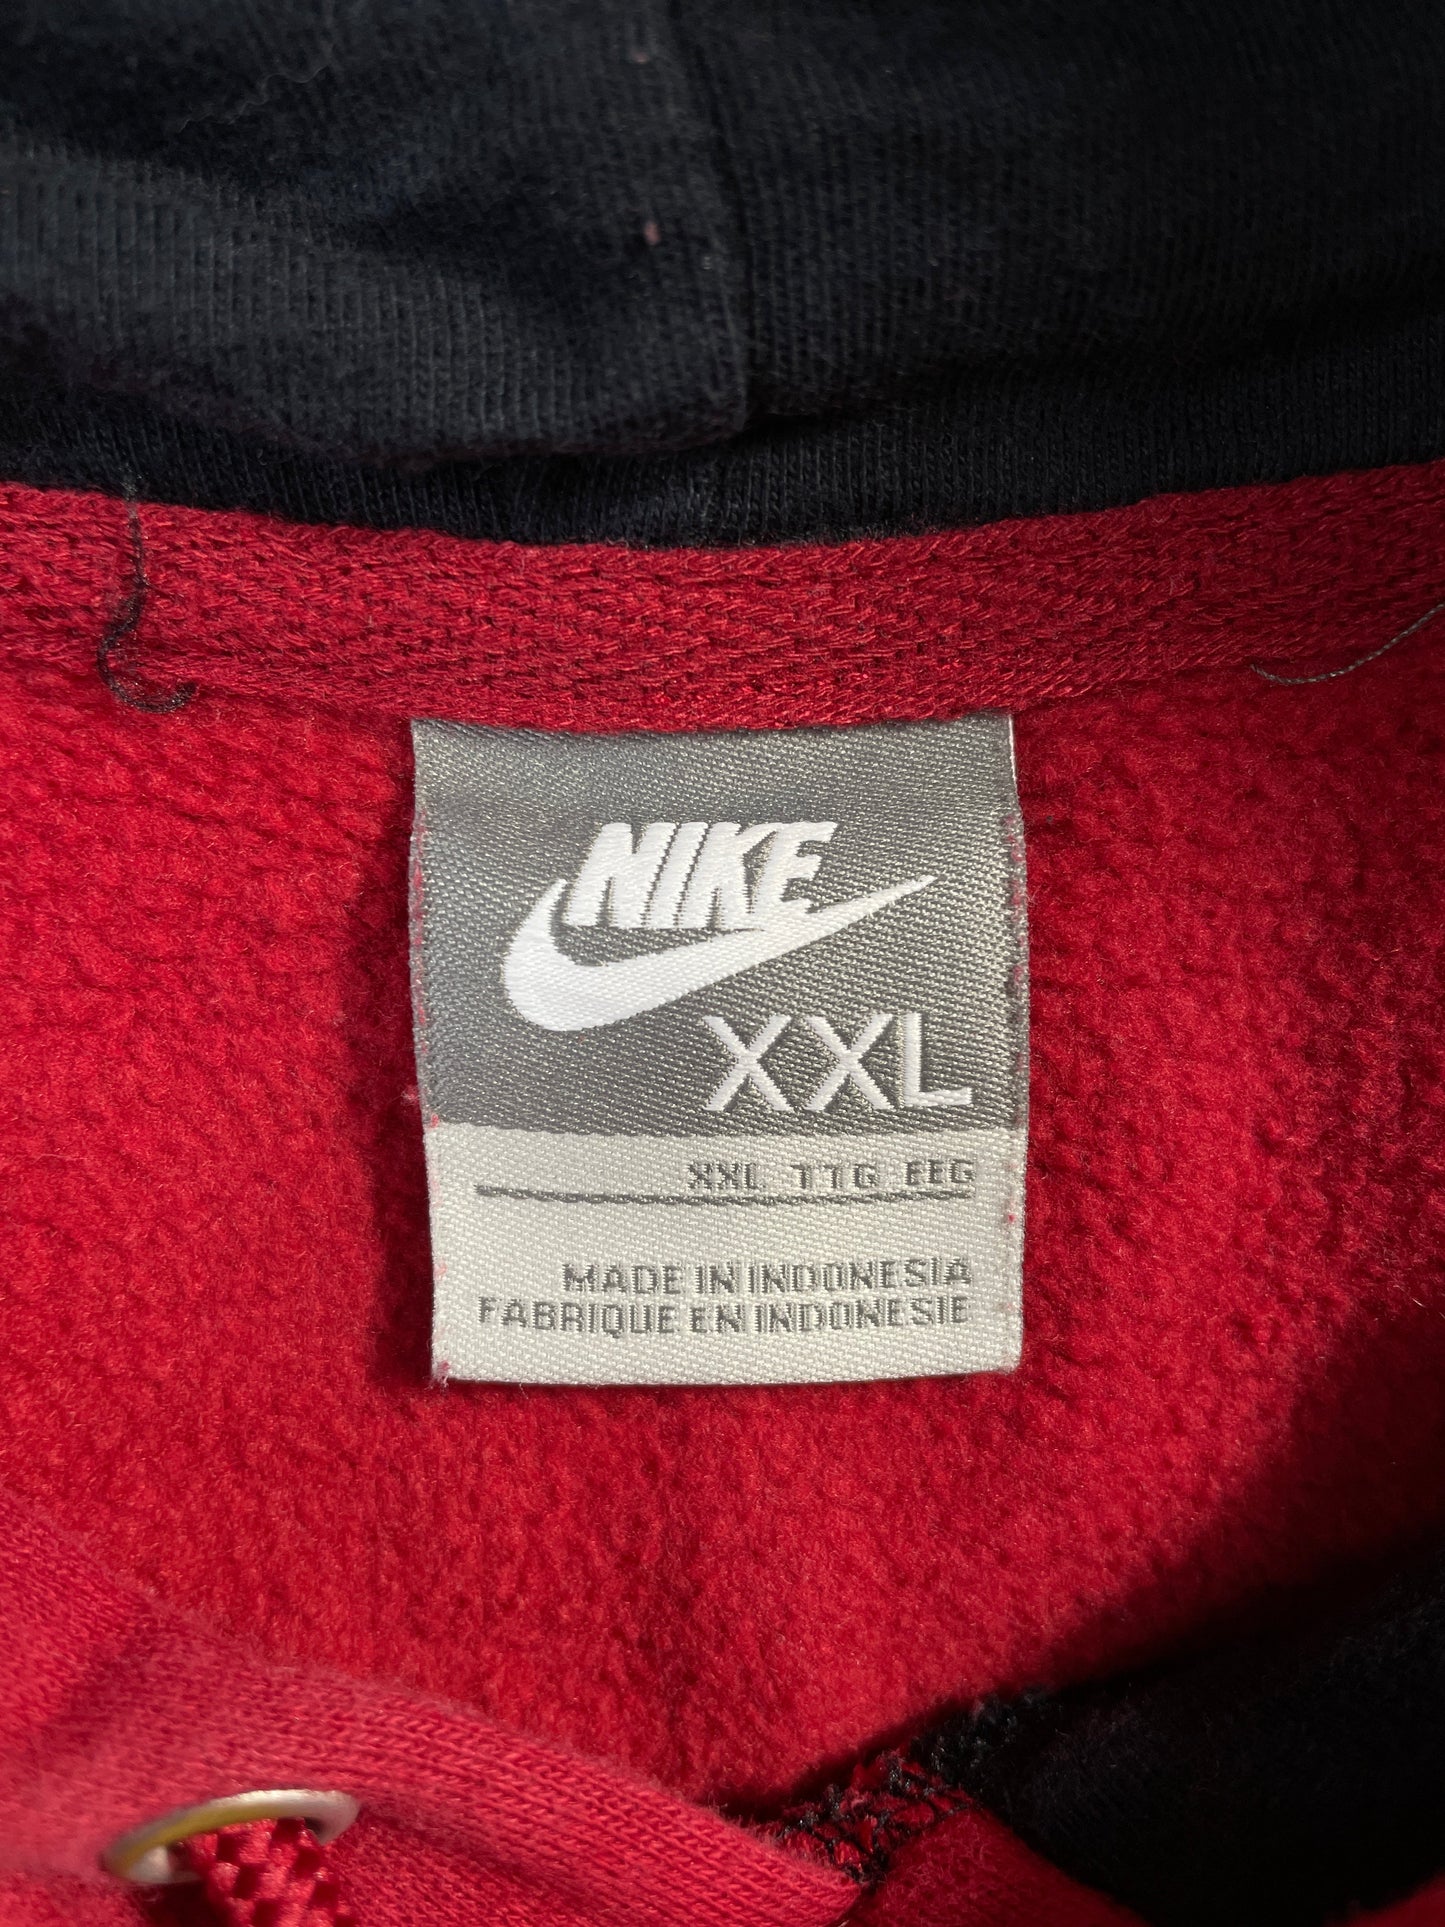 NIKE
XXL
XXL TTG EEG
MADE IN INDONESIA
FABRIQUE EN INDONESIE